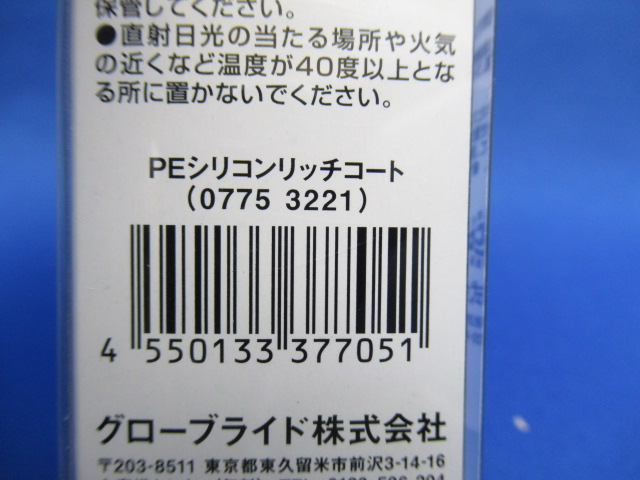 保管してください。
●直射日光の当たる場所や火気
の近くなど温度が40度以上とな
る所に置かないでください。
PEシリコンリッチコート
(0775 3221)
4 550133 377051
グローブライド株式会社
〒203-8511 東京都東久留米市前沢3-14-16